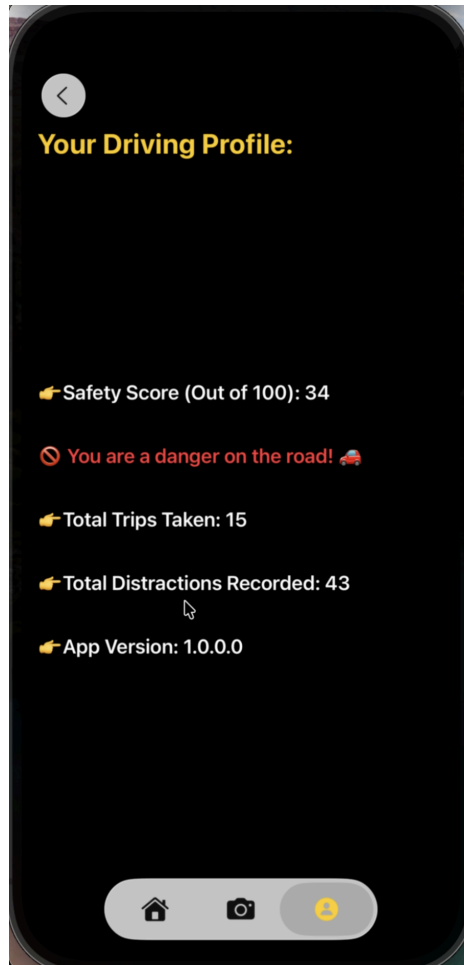 Your Driving Profile:
👉Safety Score (Out of 100): 34
🚫 You are a danger on the road! 🚗
👉Total Trips Taken: 15
👉Total Distractions Recorded: 43
👉App Version: 1.0.0.0